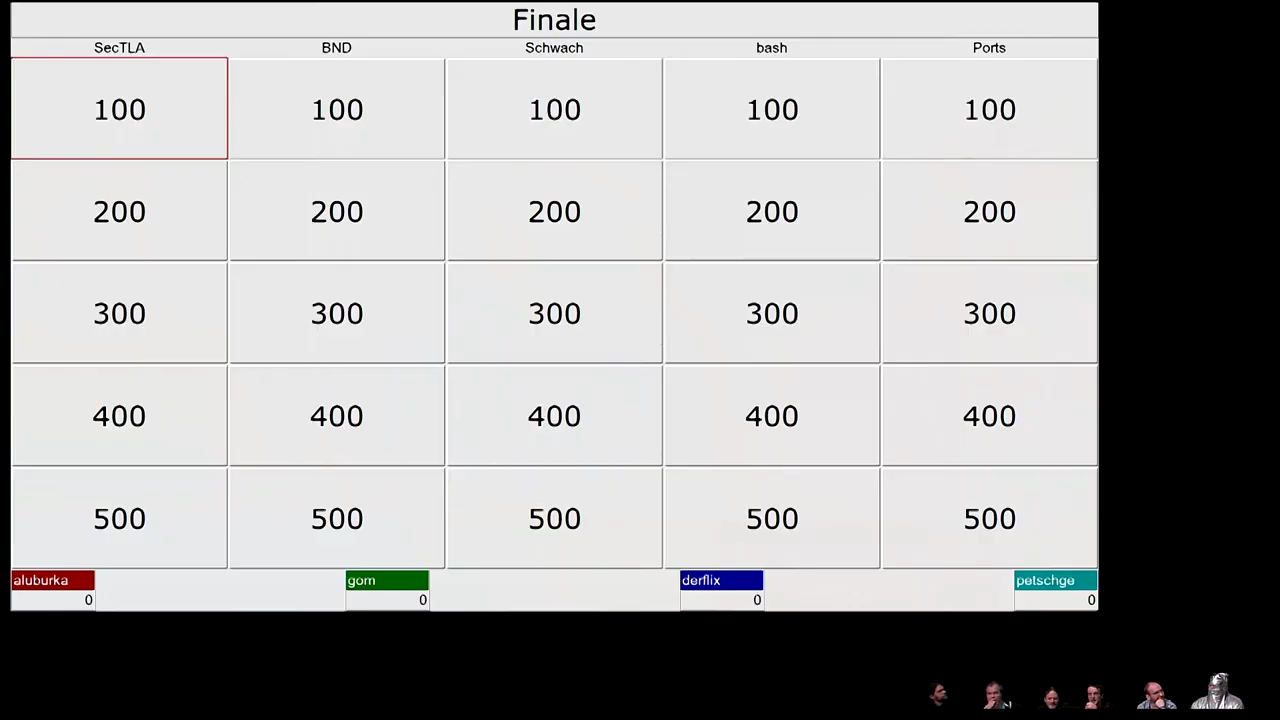 Finale
SecTLA BND Schwach bash Ports
100 100 100 100 100
200 200 200 200 200
300 300 300 300 300
400 400 400 400 400
500 500 500 500 500
aluburka gom derflix petschge
0 0 0 0